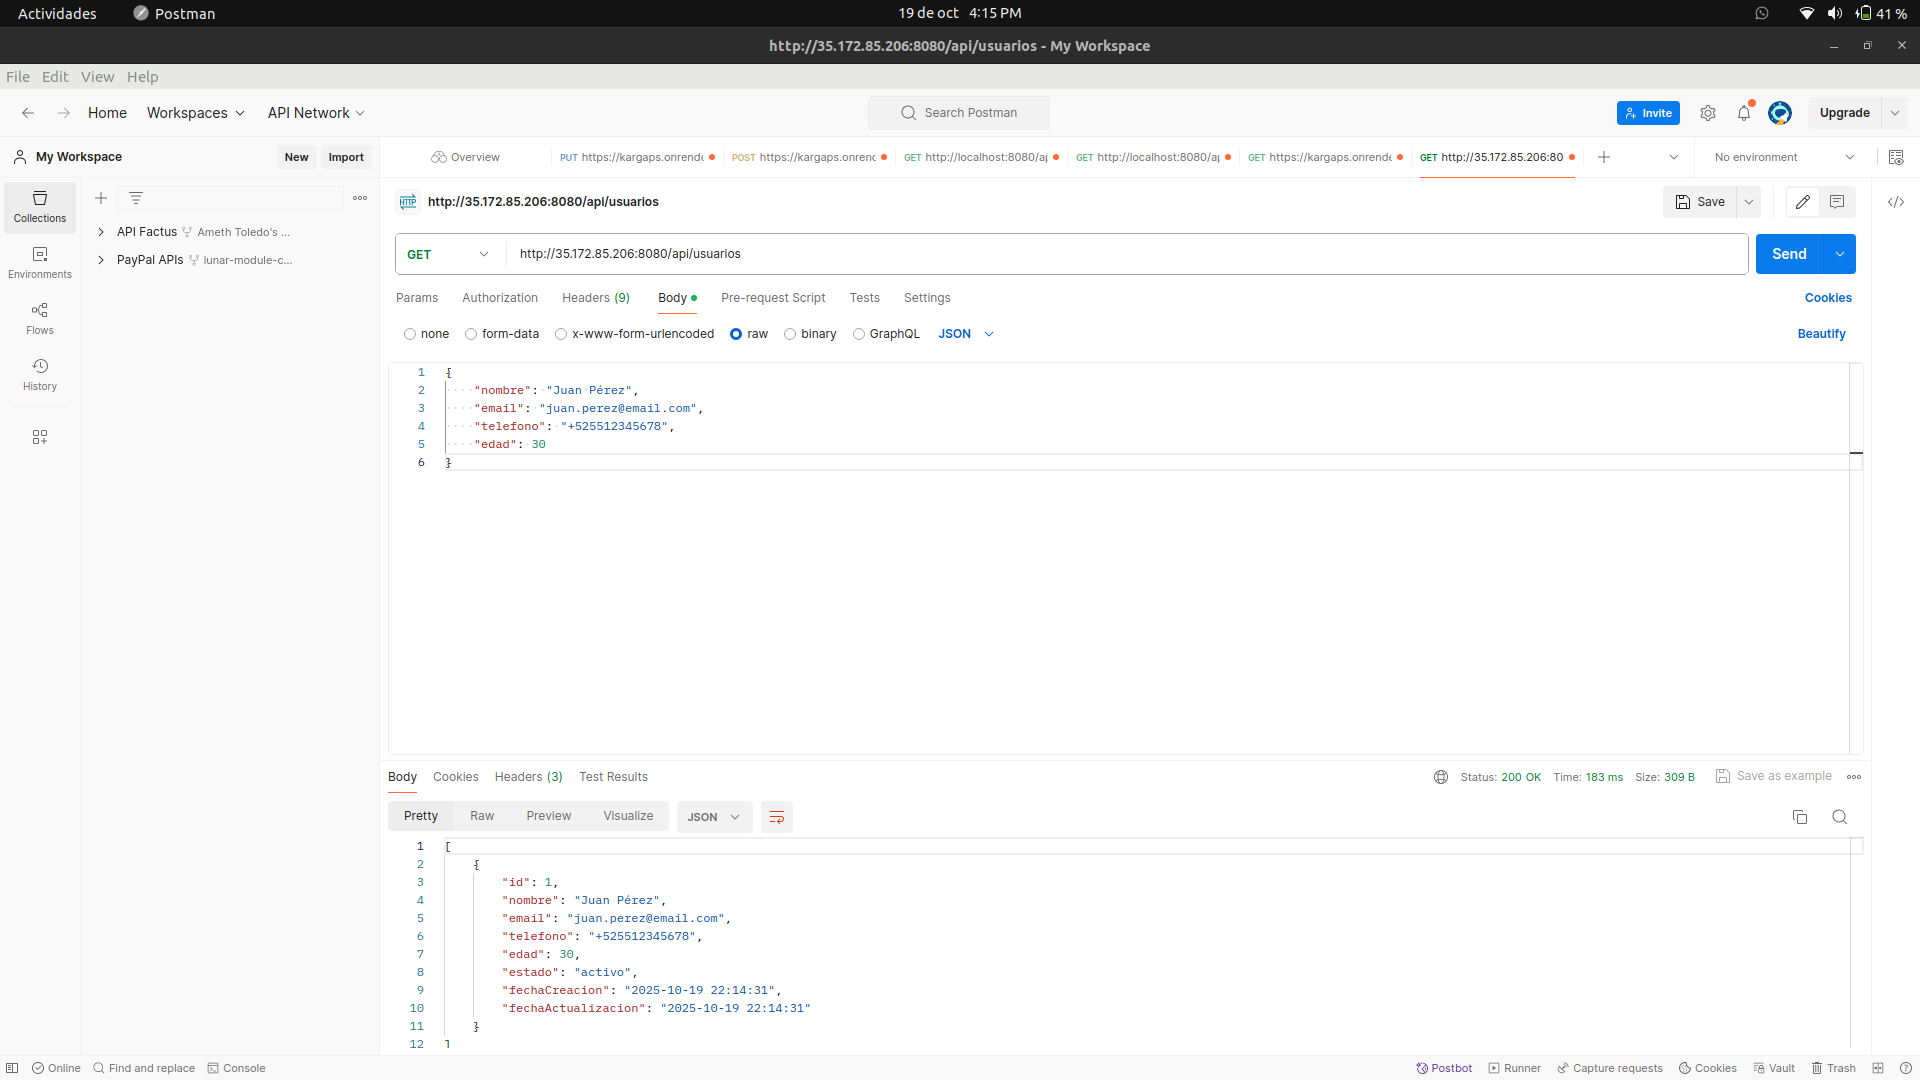 Actividades Postman 19 de oct 4:15 PM 41 %
http://35.172.85.206:8080/api/usuarios - My Workspace
File Edit View Help
Home Workspaces API Network Search Postman Invite Upgrade
My Workspace New Import Overview PUT https://kargaps.onrende POST https://kargaps.onrenc GET http://localhost:8080/a GET http://localhost:8080/a GET https://kargaps.onrende GET http://35.172.85.206:80 No environment
Collections
Environments
Flows
History
API Factus Ameth Toledo's ...
PayPal APIs lunar-module-c...
HTTP http://35.172.85.206:8080/api/usuarios Save
GET http://35.172.85.206:8080/api/usuarios Send
Params Authorization Headers (9) Body Pre-request Script Tests Settings Cookies
none form-data x-www-form-urlencoded raw binary GraphQL JSON Beautify
1 {
2 "nombre": "Juan Pérez",
3 "email": "juan.perez@email.com",
4 "telefono": "+525512345678",
5 "edad": 30
6 }
Body Cookies Headers (3) Test Results Status: 200 OK Time: 183 ms Size: 309 B Save as example
Pretty Raw Preview Visualize JSON
1 [
2 {
3 "id": 1,
4 "nombre": "Juan Pérez",
5 "email": "juan.perez@email.com",
6 "telefono": "+525512345678",
7 "edad": 30,
8 "estado": "activo",
9 "fechaCreacion": "2025-10-19 22:14:31",
10 "fechaActualizacion": "2025-10-19 22:14:31"
11 }
12 ]
Online Find and replace Console Postbot Runner Capture requests Cookies Vault Trash